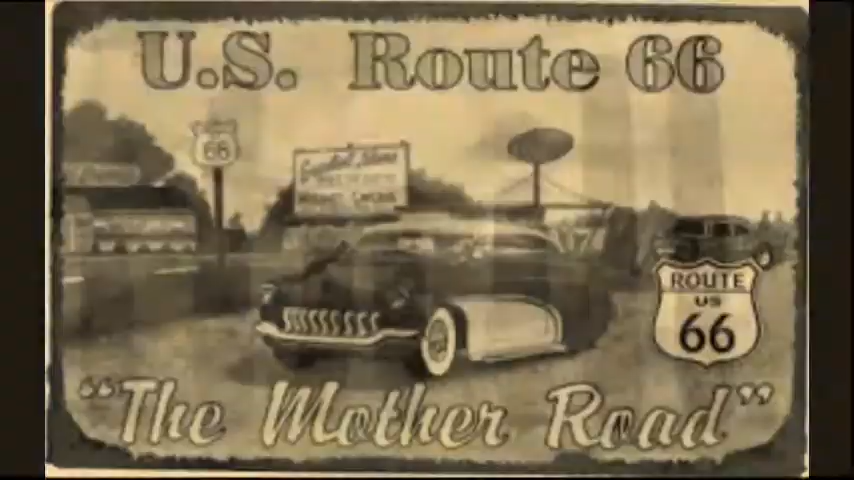 U.S. Route 66
66
ROUTE
US
66
"The Mother Road"